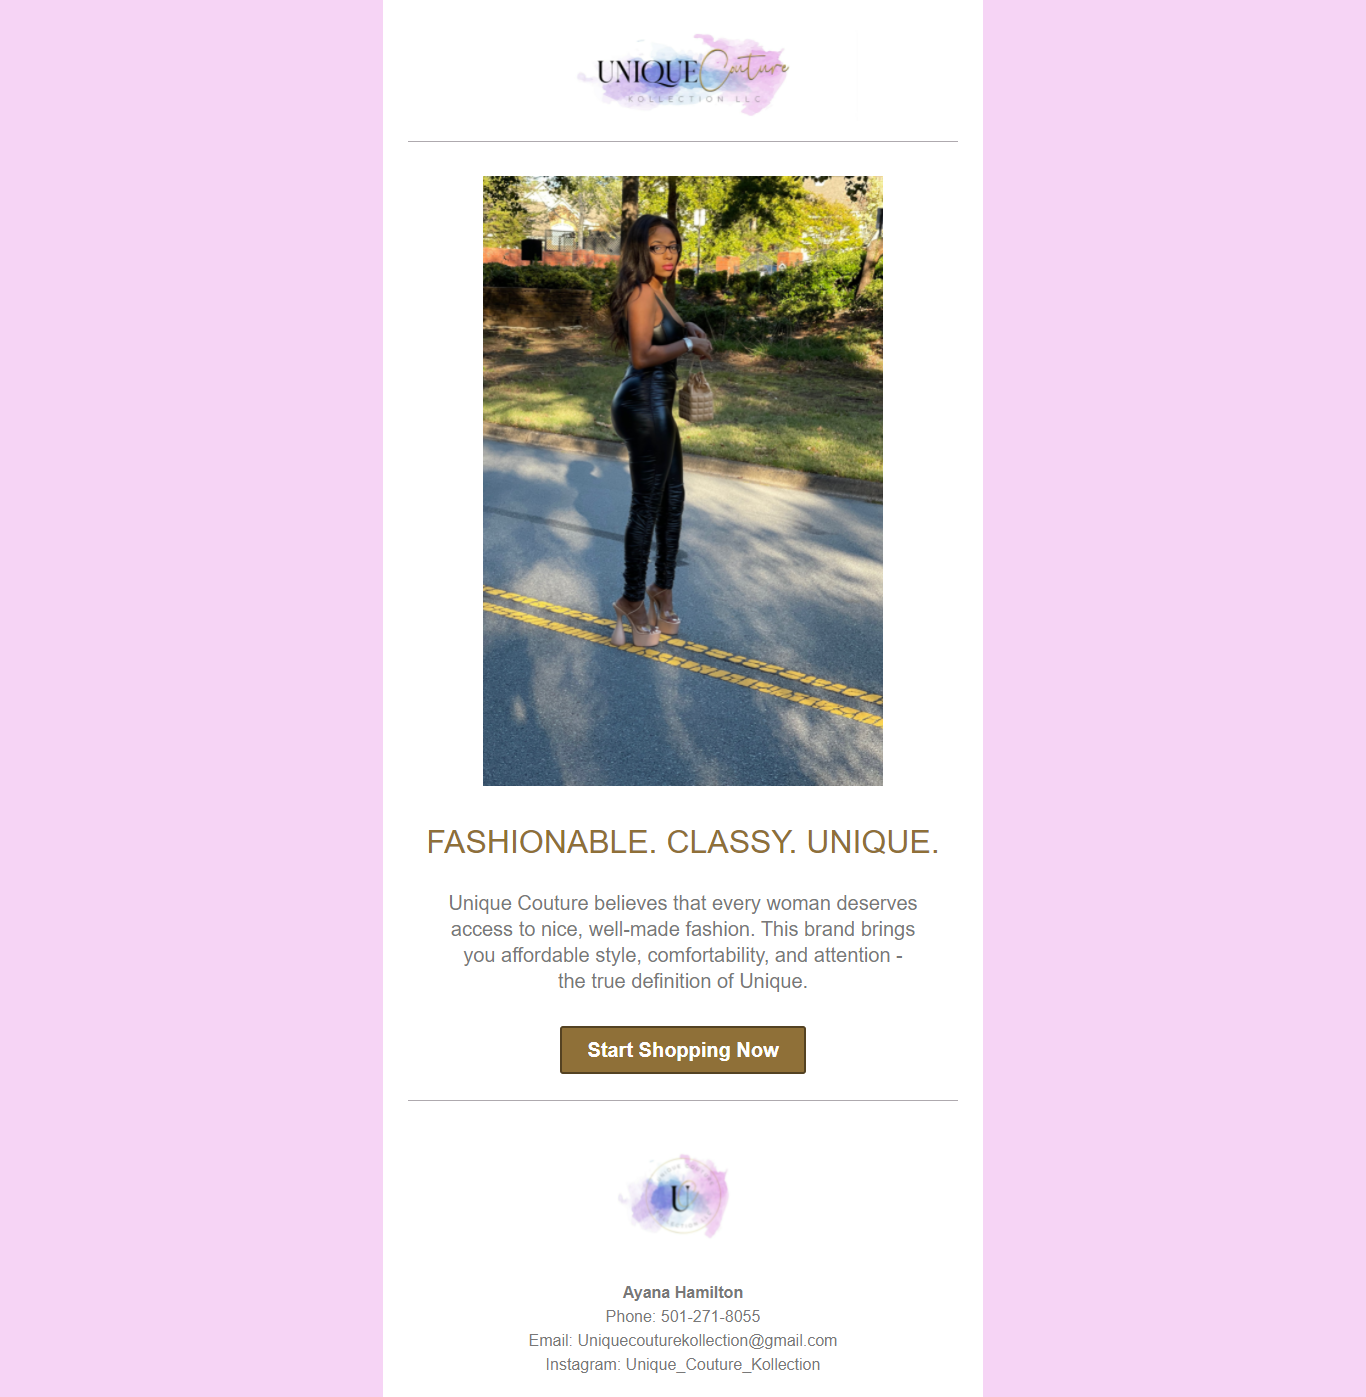 UNIQUE Couture
KOLLECTION LLC
FASHIONABLE. CLASSY. UNIQUE.
Unique Couture believes that every woman deserves
access to nice, well-made fashion. This brand brings
you affordable style, comfortability, and attention -
the true definition of Unique.
Start Shopping Now
U
Ayana Hamilton
Phone: 501-271-8055
Email: Uniquecouturekollection@gmail.com
Instagram: Unique_Couture_Kollection